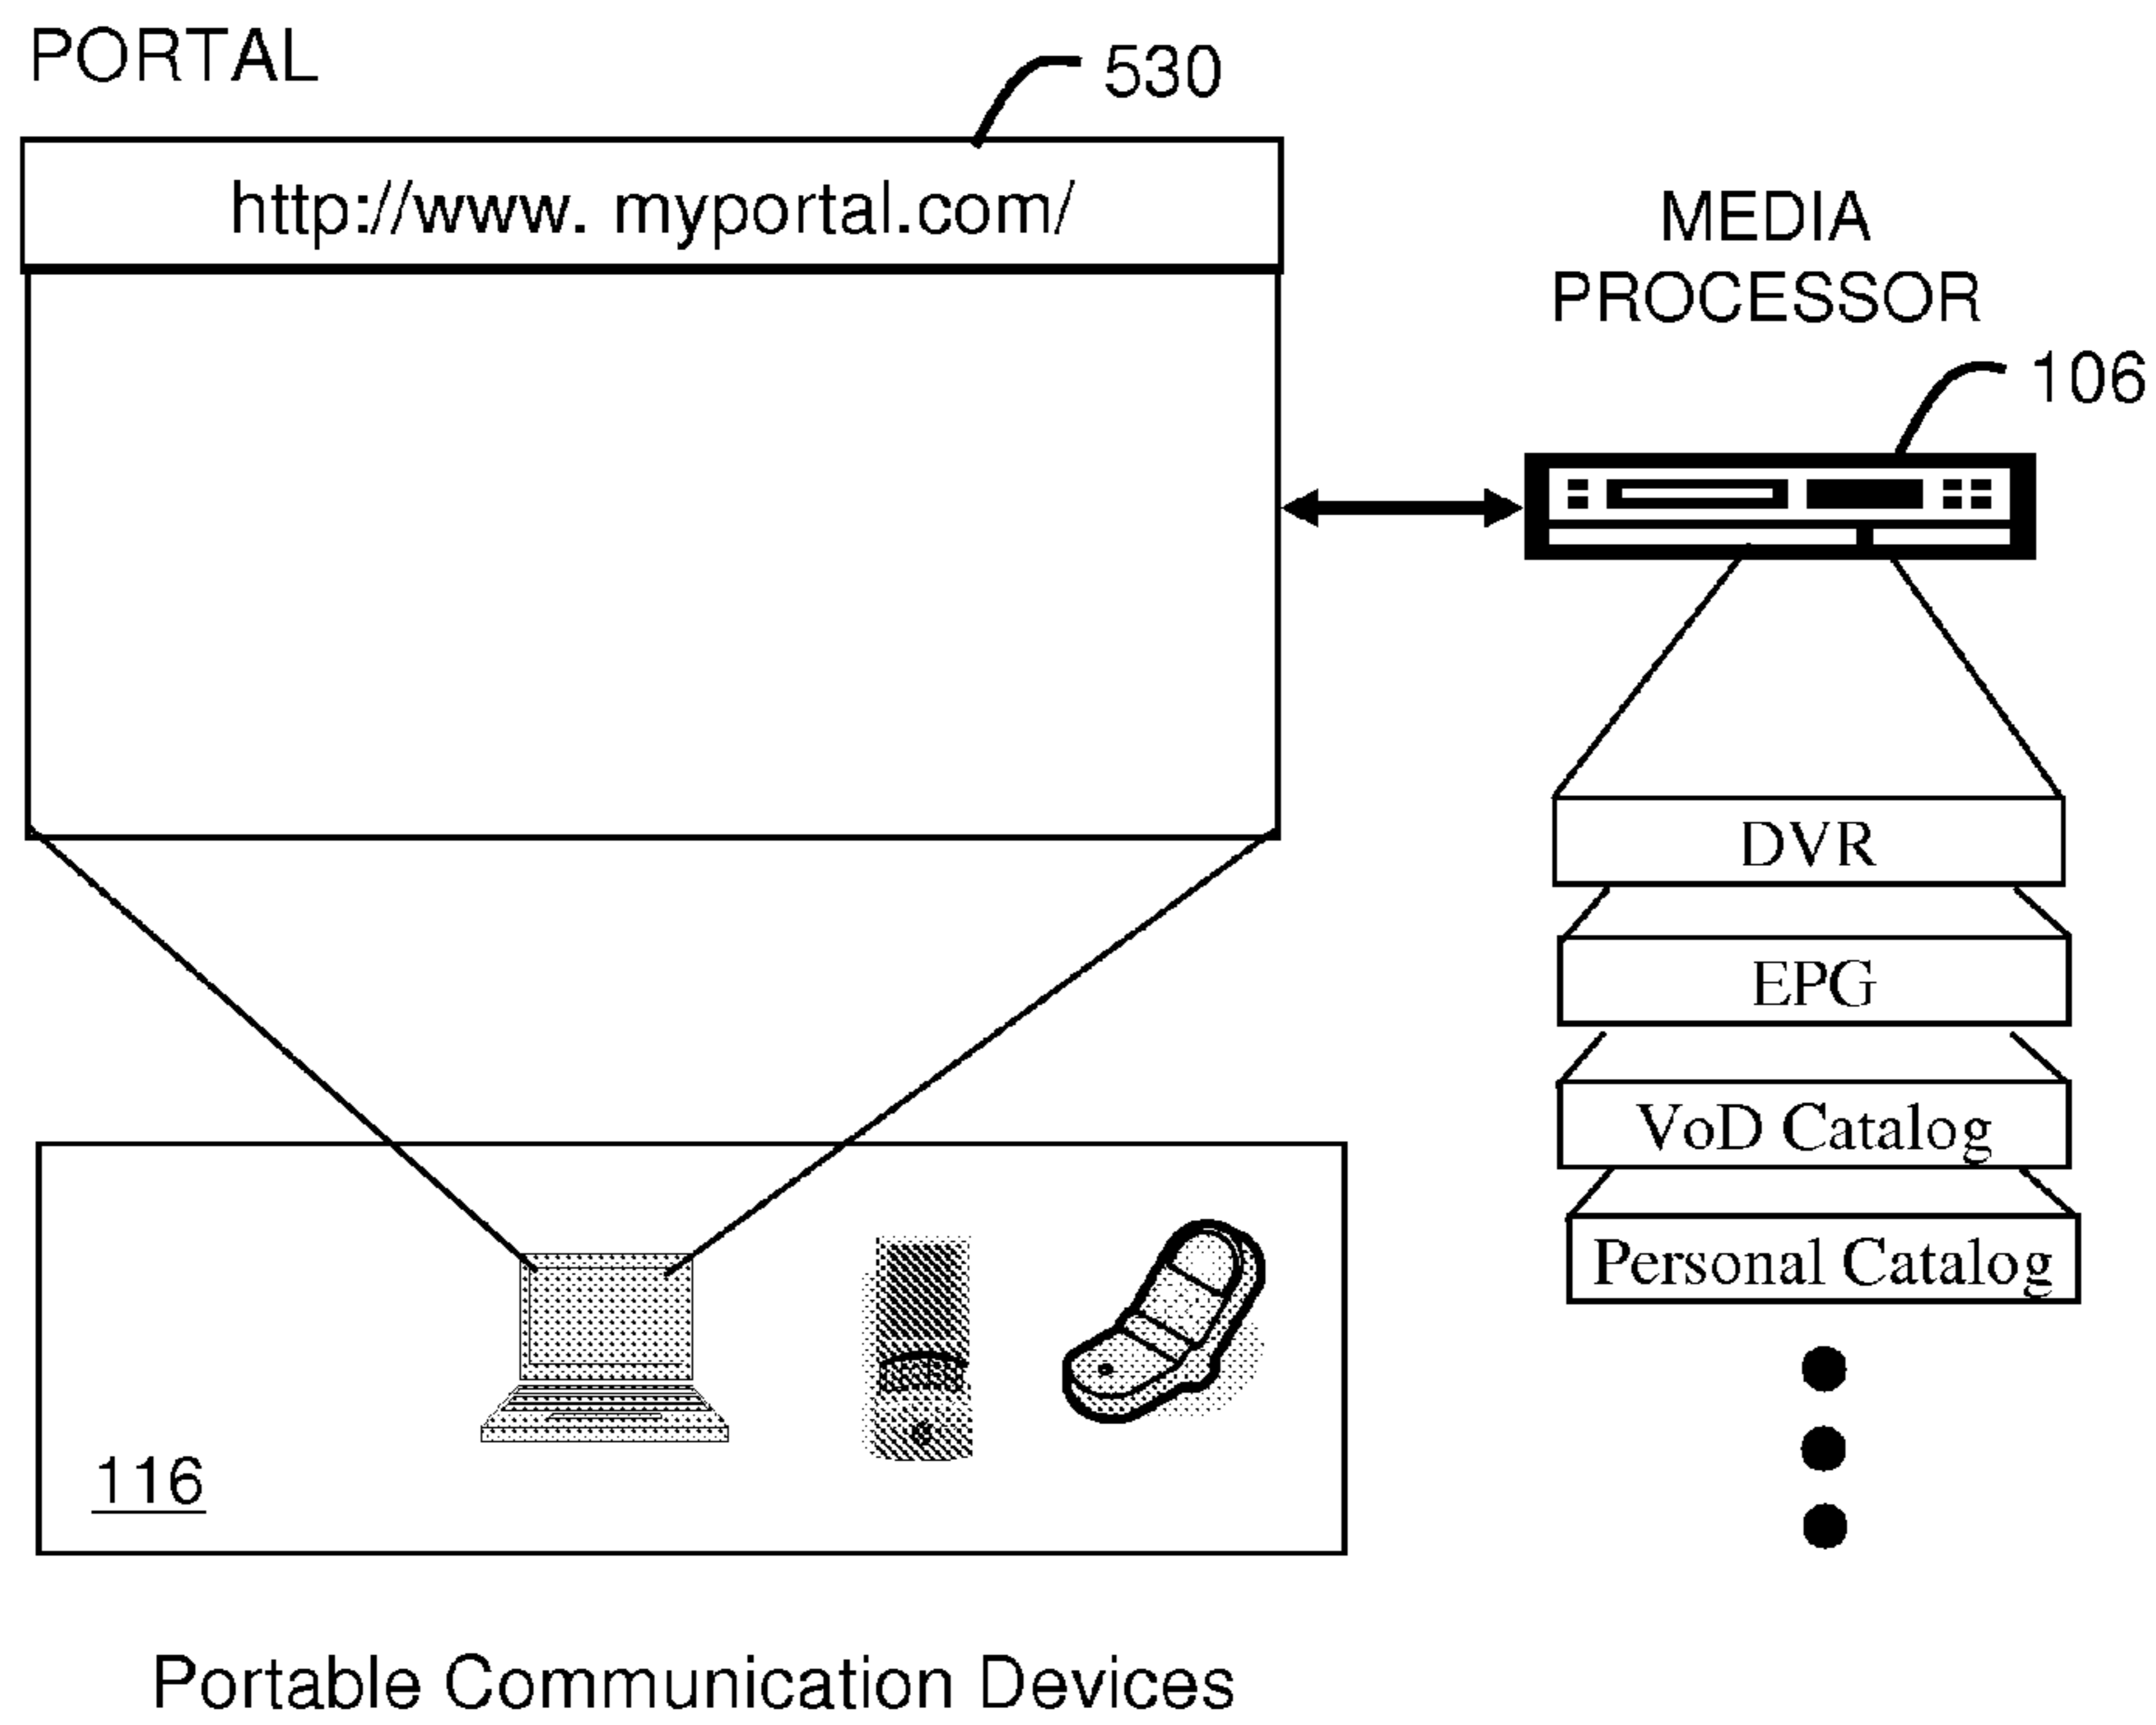 PORTAL
530
http://www. myportal.com/
MEDIA
PROCESSOR
106
DVR
EPG
VoD Catalog
Personal Catalog
116
Portable Communication Devices